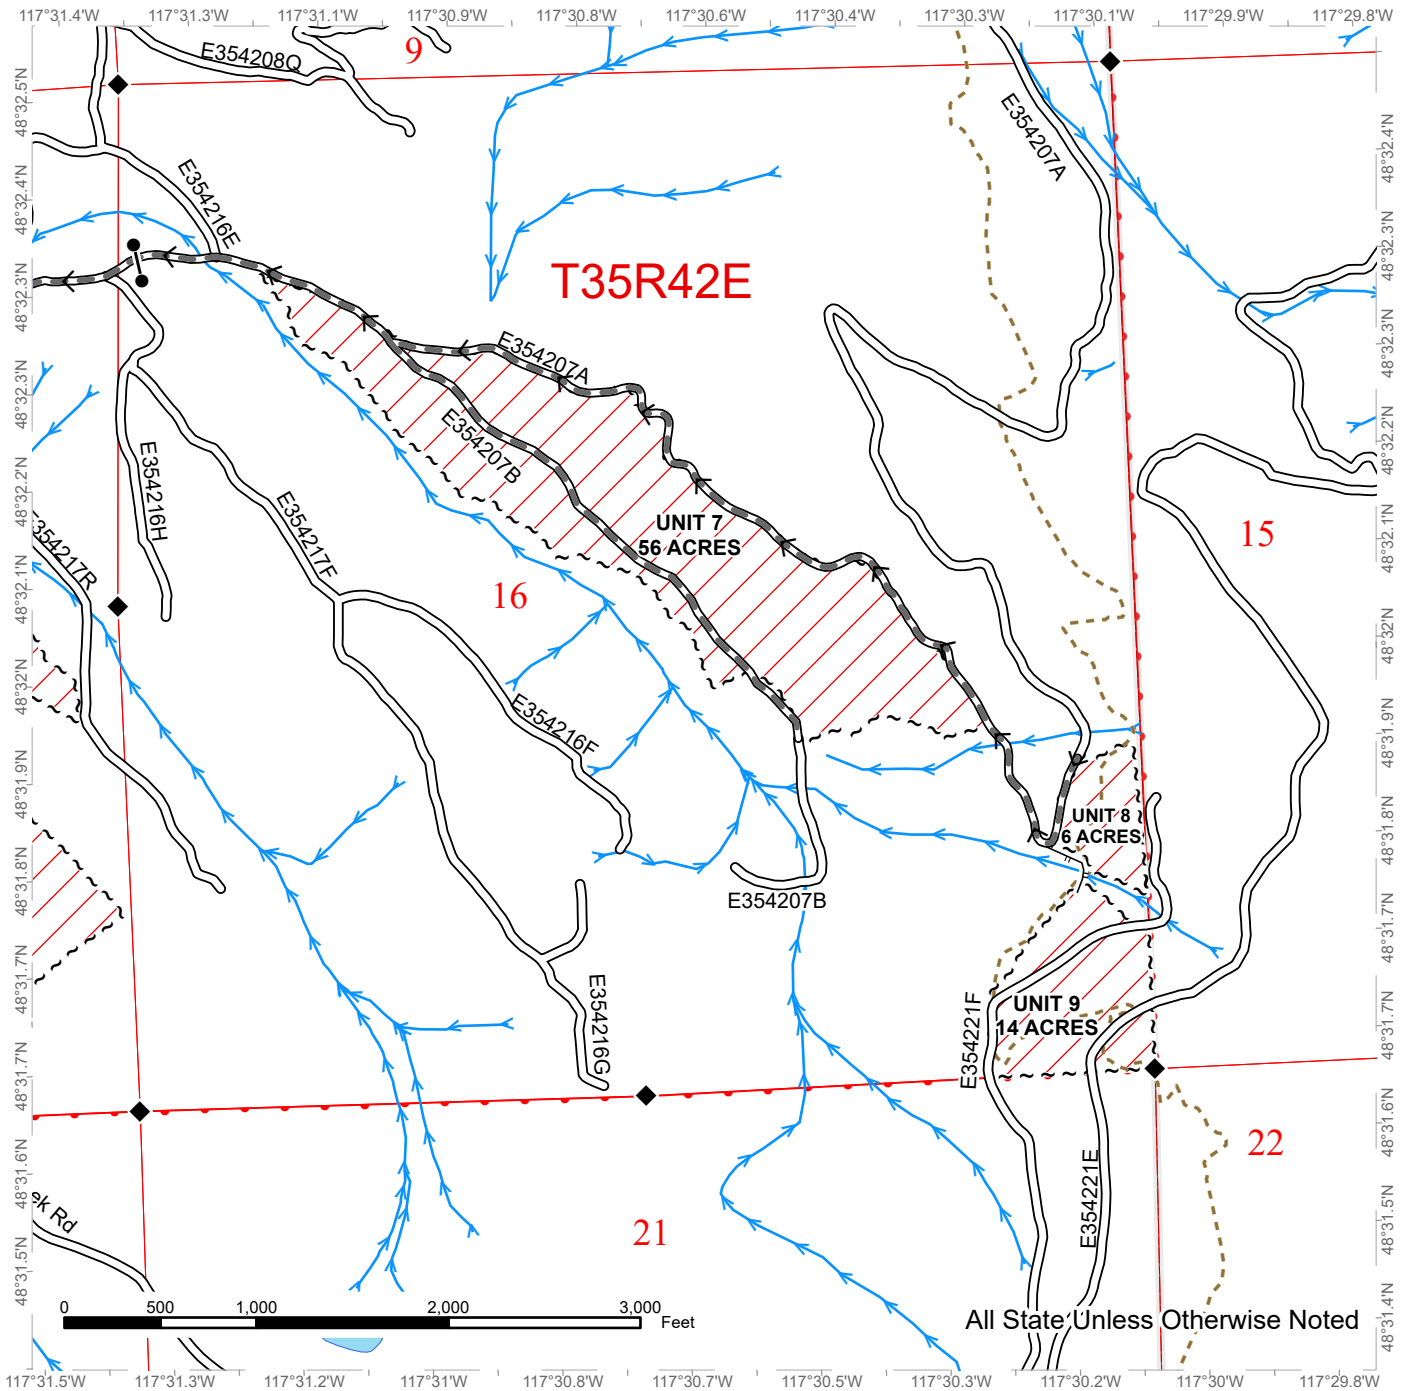 117°31.4'W 117°31.3'W 117°31.1'W 117°30.9'W 117°30.8'W 117°30.6'W 117°30.4'W 117°30.3'W 117°30.1'W 117°29.9'W 117°29.8'W
9
E354208Q
48°32.5'N
48°32.4'N
E354207A
E354216E
48°32.4'N
48°32.3'N
T35R42E
48°32.3'N
48°32.3'N
E354207A
48°32.3'N
48°32.2'N
E354207B
E354216H
48°32.2'N
E354217F
UNIT 7
56 ACRES
15
48°32.1'N
E354217R
16
48°32.1'N
48°32'N
48°32'N
E354216F
48°31.9'N
48°31.9'N
UNIT 8
6 ACRES
48°31.8'N
48°31.8'N
E354207B
48°31.7'N
48°31.7'N
E354216G
E354221F
UNIT 9
14 ACRES
48°31.7'N
48°31.7'N
48°31.6'N
22
48°31.6'N
E354221E
ek Rd
21
48°31.5'N
48°31.5'N
0 500 1,000 2,000 3,000
Feet
All State Unless Otherwise Noted
48°31.4'N
117°31.5'W 117°31.3'W 117°31.2'W 117°31'W 117°30.8'W 117°30.7'W 117°30.5'W 117°30.3'W 117°30.2'W 117°30'W 117°29.8'W